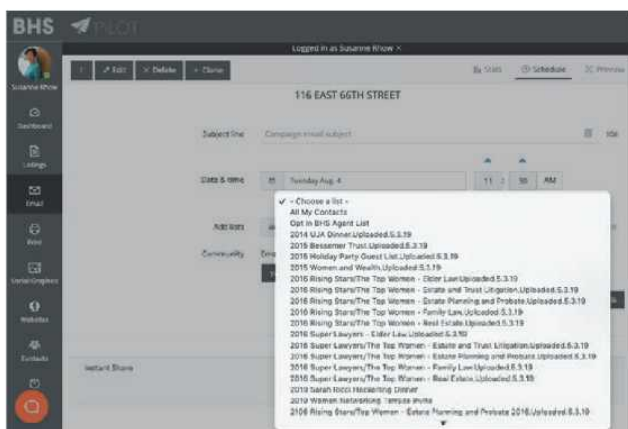 BHS PILOT
Logged in as Susanne Rhow ×
Edit × Delete + Clone Stats Schedule Preview
Susanne Rhow
116 EAST 66TH STREET
Dashboard
Subject line Campaign email subject 100
Listings
Date & time Tuesday Aug. 4 11 : 30 AM
Email
✓ - Choose a list -
All My Contacts
Add lists
Opt In BHS Agent List
Print
2014 UJA Dinner.Uploaded.5.3.19
Community
2015 Bessemer Trust.Uploaded.5.3.19
2015 Holiday Party Guest List.Uploaded.5.3.19
Social Graphics
2015 Women and Wealth.Uploaded.5.3.19
2016 Rising Stars/The Top Women - Elder Law.Uploaded.5.3.19
2016 Rising Stars/The Top Women - Estate and Trust Litigation.Uploaded.5.3.19
2016 Rising Stars/The Top Women - Estate Planning and Probate.Uploaded.5.3.19
Websites
2016 Rising Stars/The Top Women - Family Law.Uploaded.5.3.19
2016 Rising Stars/The Top Women - Real Estate.Uploaded.5.3.19
2016 Super Lawyers - Elder Law.Uploaded.5.3.19
2016 Super Lawyers/The Top Women - Estate and Trust Litigation.Uploaded.5.3.19
Contacts
2016 Super Lawyers/The Top Women - Estate Planning and Probate.Uploaded.5.3.19
2016 Super Lawyers/The Top Women - Family Law.Uploaded.5.3.19
Instant Share
2016 Super Lawyers/The Top Women - Real Estate.Uploaded.5.3.19
2019 Sarah Ricci Heckerling Dinner
2019 Women Networking Terrace Invite
2106 Rising Stars/Top Women - Estate Planning and Probate 2016.Uploaded.5.3.19